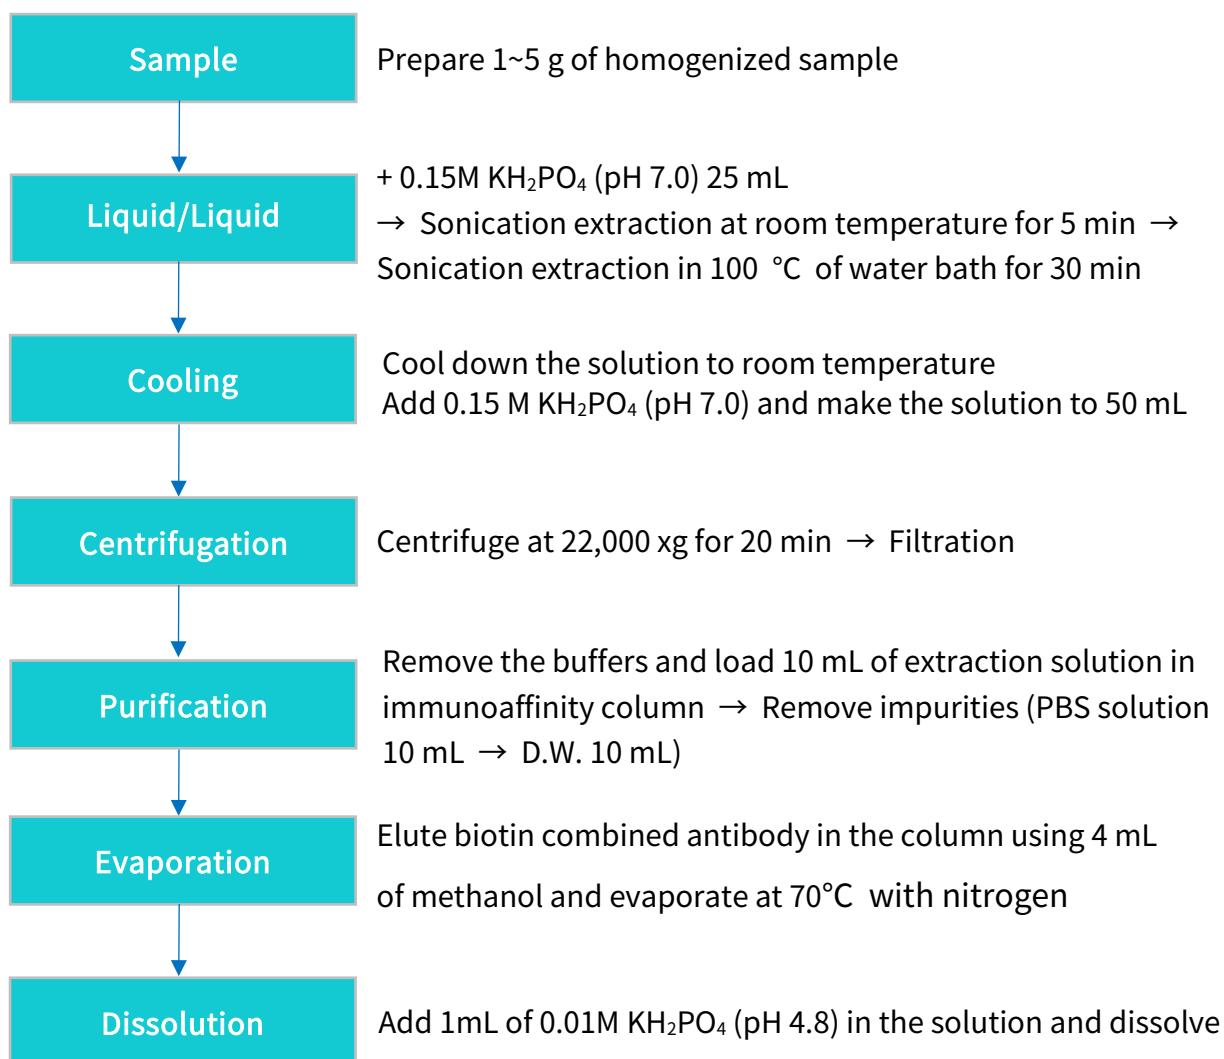 Sample
Prepare 1~5 g of homogenized sample
Liquid/Liquid
+ 0.15M KH₂PO₄ (pH 7.0) 25 mL
→ Sonication extraction at room temperature for 5 min →
Sonication extraction in 100 ℃ of water bath for 30 min
Cooling
Cool down the solution to room temperature
Add 0.15 M KH₂PO₄ (pH 7.0) and make the solution to 50 mL
Centrifugation
Centrifuge at 22,000 xg for 20 min → Filtration
Purification
Remove the buffers and load 10 mL of extraction solution in
immunoaffinity column → Remove impurities (PBS solution
10 mL → D.W. 10 mL)
Evaporation
Elute biotin combined antibody in the column using 4 mL
of methanol and evaporate at 70℃ with nitrogen
Dissolution
Add 1mL of 0.01M KH₂PO₄ (pH 4.8) in the solution and dissolve